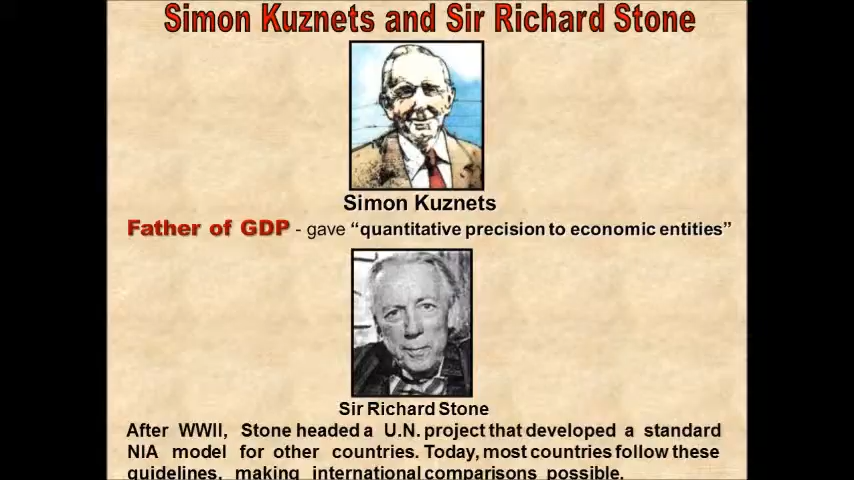 Simon Kuznets and Sir Richard Stone
Simon Kuznets
Father of GDP - gave “quantitative precision to economic entities”
Sir Richard Stone
After WWII, Stone headed a U.N. project that developed a standard
NIA model for other countries. Today, most countries follow these
guidelines, making international comparisons possible.